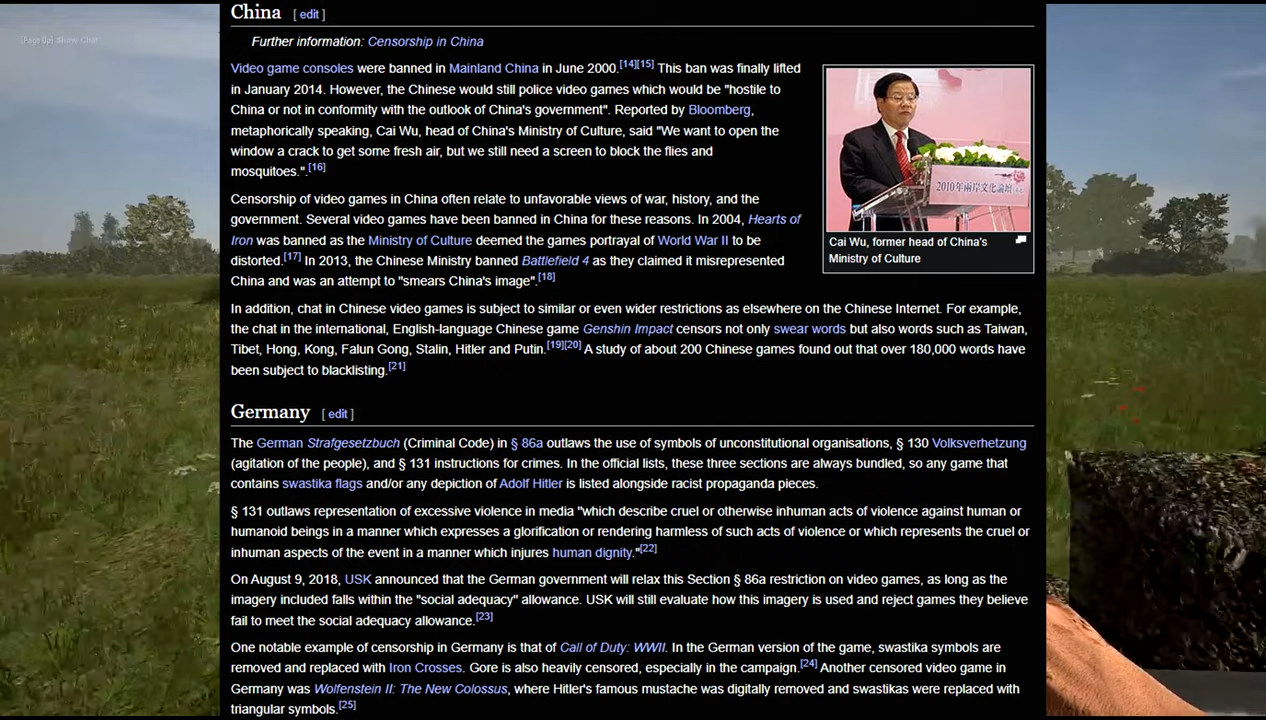 China [ edit ]
[Page Up] Show Chat
Further information: Censorship in China
Video game consoles were banned in Mainland China in June 2000.[14][15] This ban was finally lifted
in January 2014. However, the Chinese would still police video games which would be "hostile to
China or not in conformity with the outlook of China's government". Reported by Bloomberg,
metaphorically speaking, Cai Wu, head of China's Ministry of Culture, said "We want to open the
window a crack to get some fresh air, but we still need a screen to block the flies and
mosquitoes.".[16]
2010年兩岸文化論壇
Cai Wu, former head of China's
Ministry of Culture
Censorship of video games in China often relate to unfavorable views of war, history, and the
government. Several video games have been banned in China for these reasons. In 2004, Hearts of
Iron was banned as the Ministry of Culture deemed the games portrayal of World War II to be
distorted.[17] In 2013, the Chinese Ministry banned Battlefield 4 as they claimed it misrepresented
China and was an attempt to "smears China's image".[18]
In addition, chat in Chinese video games is subject to similar or even wider restrictions as elsewhere on the Chinese Internet. For example,
the chat in the international, English-language Chinese game Genshin Impact censors not only swear words but also words such as Taiwan,
Tibet, Hong, Kong, Falun Gong, Stalin, Hitler and Putin.[19][20] A study of about 200 Chinese games found out that over 180,000 words have
been subject to blacklisting.[21]
Germany [ edit ]
The German Strafgesetzbuch (Criminal Code) in § 86a outlaws the use of symbols of unconstitutional organisations, § 130 Volksverhetzung
(agitation of the people), and § 131 instructions for crimes. In the official lists, these three sections are always bundled, so any game that
contains swastika flags and/or any depiction of Adolf Hitler is listed alongside racist propaganda pieces.
§ 131 outlaws representation of excessive violence in media "which describe cruel or otherwise inhuman acts of violence against human or
humanoid beings in a manner which expresses a glorification or rendering harmless of such acts of violence or which represents the cruel or
inhuman aspects of the event in a manner which injures human dignity."[22]
On August 9, 2018, USK announced that the German government will relax this Section § 86a restriction on video games, as long as the
imagery included falls within the "social adequacy" allowance. USK will still evaluate how this imagery is used and reject games they believe
fail to meet the social adequacy allowance.[23]
One notable example of censorship in Germany is that of Call of Duty: WWII. In the German version of the game, swastika symbols are
removed and replaced with Iron Crosses. Gore is also heavily censored, especially in the campaign.[24] Another censored video game in
Germany was Wolfenstein II: The New Colossus, where Hitler's famous mustache was digitally removed and swastikas were replaced with
triangular symbols.[25]